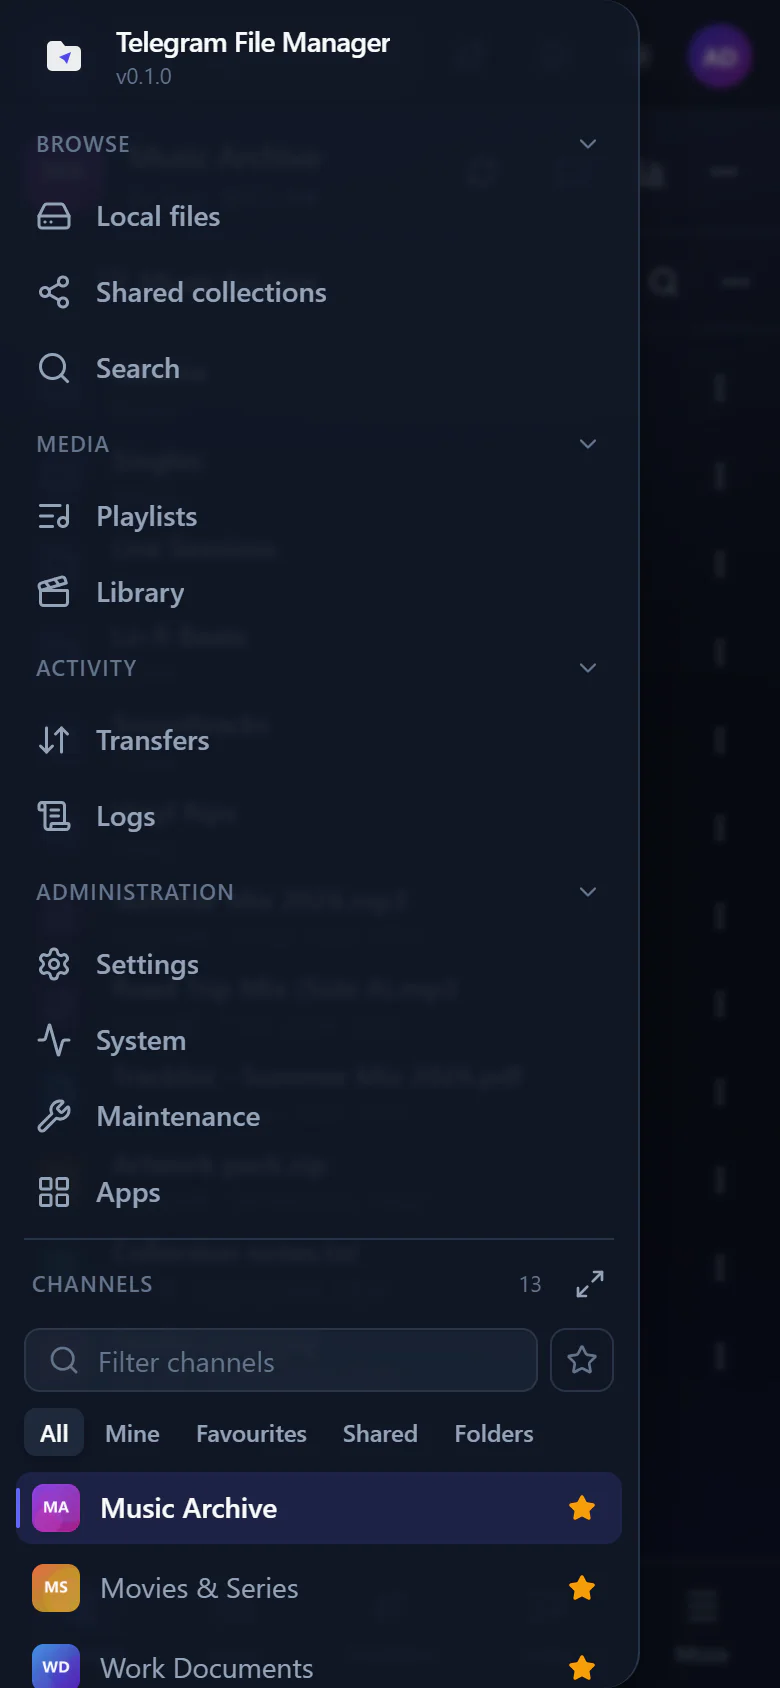 Telegram File Manager
v0.1.0
AD
BROWSE
Local files
Shared collections
Search
MEDIA
Playlists
Library
ACTIVITY
Transfers
Logs
ADMINISTRATION
Settings
System
Maintenance
Apps
CHANNELS 13
Filter channels
All Mine Favourites Shared Folders
MA Music Archive
MS Movies & Series
WD Work Documents